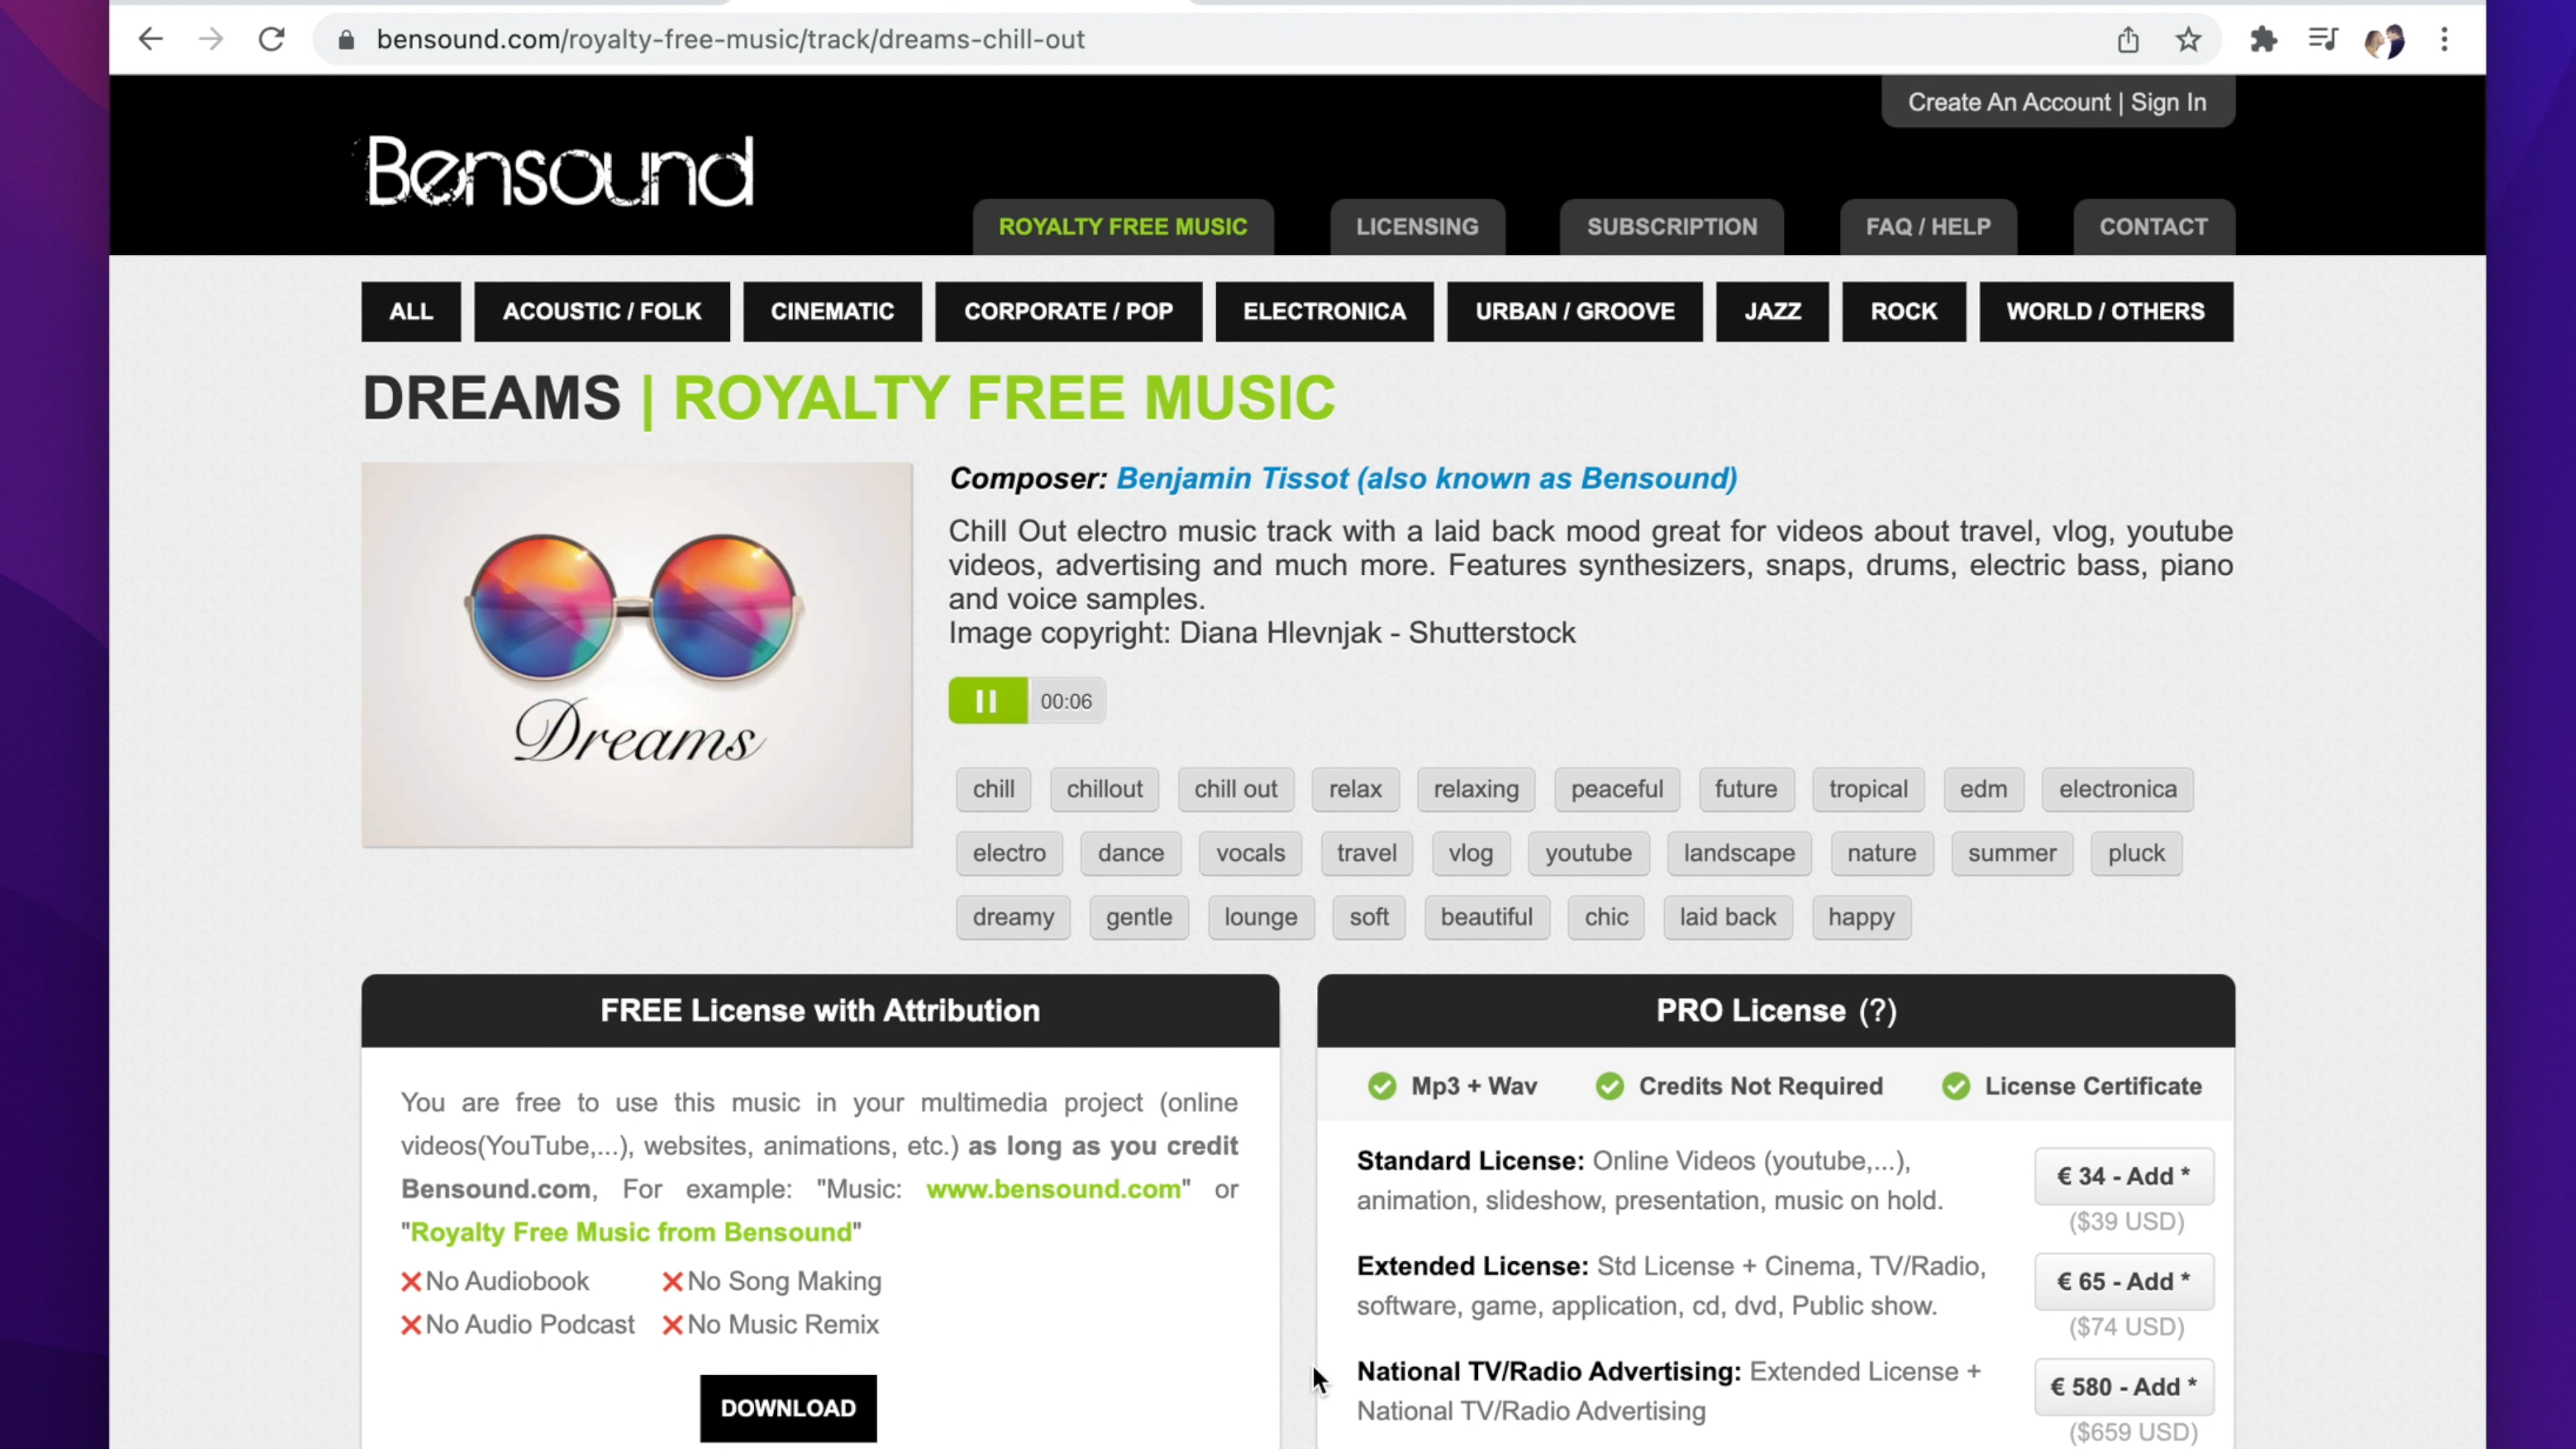 bensound.com/royalty-free-music/track/dreams-chill-out
Create An Account | Sign In
Bensound
ROYALTY FREE MUSIC
LICENSING
SUBSCRIPTION
FAQ / HELP
CONTACT
ALL
ACOUSTIC / FOLK
CINEMATIC
CORPORATE / POP
ELECTRONICA
URBAN / GROOVE
JAZZ
ROCK
WORLD / OTHERS
DREAMS | ROYALTY FREE MUSIC
Dreams
Composer: Benjamin Tissot (also known as Bensound)
Chill Out electro music track with a laid back mood great for videos about travel, vlog, youtube
videos, advertising and much more. Features synthesizers, snaps, drums, electric bass, piano
and voice samples.
Image copyright: Diana Hlevnjak - Shutterstock
00:06
chill chillout chill out relax relaxing peaceful future tropical edm electronica
electro dance vocals travel vlog youtube landscape nature summer pluck
dreamy gentle lounge soft beautiful chic laid back happy
FREE License with Attribution
You are free to use this music in your multimedia project (online
videos(YouTube,...), websites, animations, etc.) as long as you credit
Bensound.com, For example: "Music: www.bensound.com" or
"Royalty Free Music from Bensound"
No Audiobook No Song Making
No Audio Podcast No Music Remix
DOWNLOAD
PRO License (?)
Mp3 + Wav Credits Not Required License Certificate
Standard License: Online Videos (youtube,...),
animation, slideshow, presentation, music on hold.
€ 34 - Add *
($39 USD)
Extended License: Std License + Cinema, TV/Radio,
software, game, application, cd, dvd, Public show.
€ 65 - Add *
($74 USD)
National TV/Radio Advertising: Extended License +
National TV/Radio Advertising
€ 580 - Add *
($659 USD)